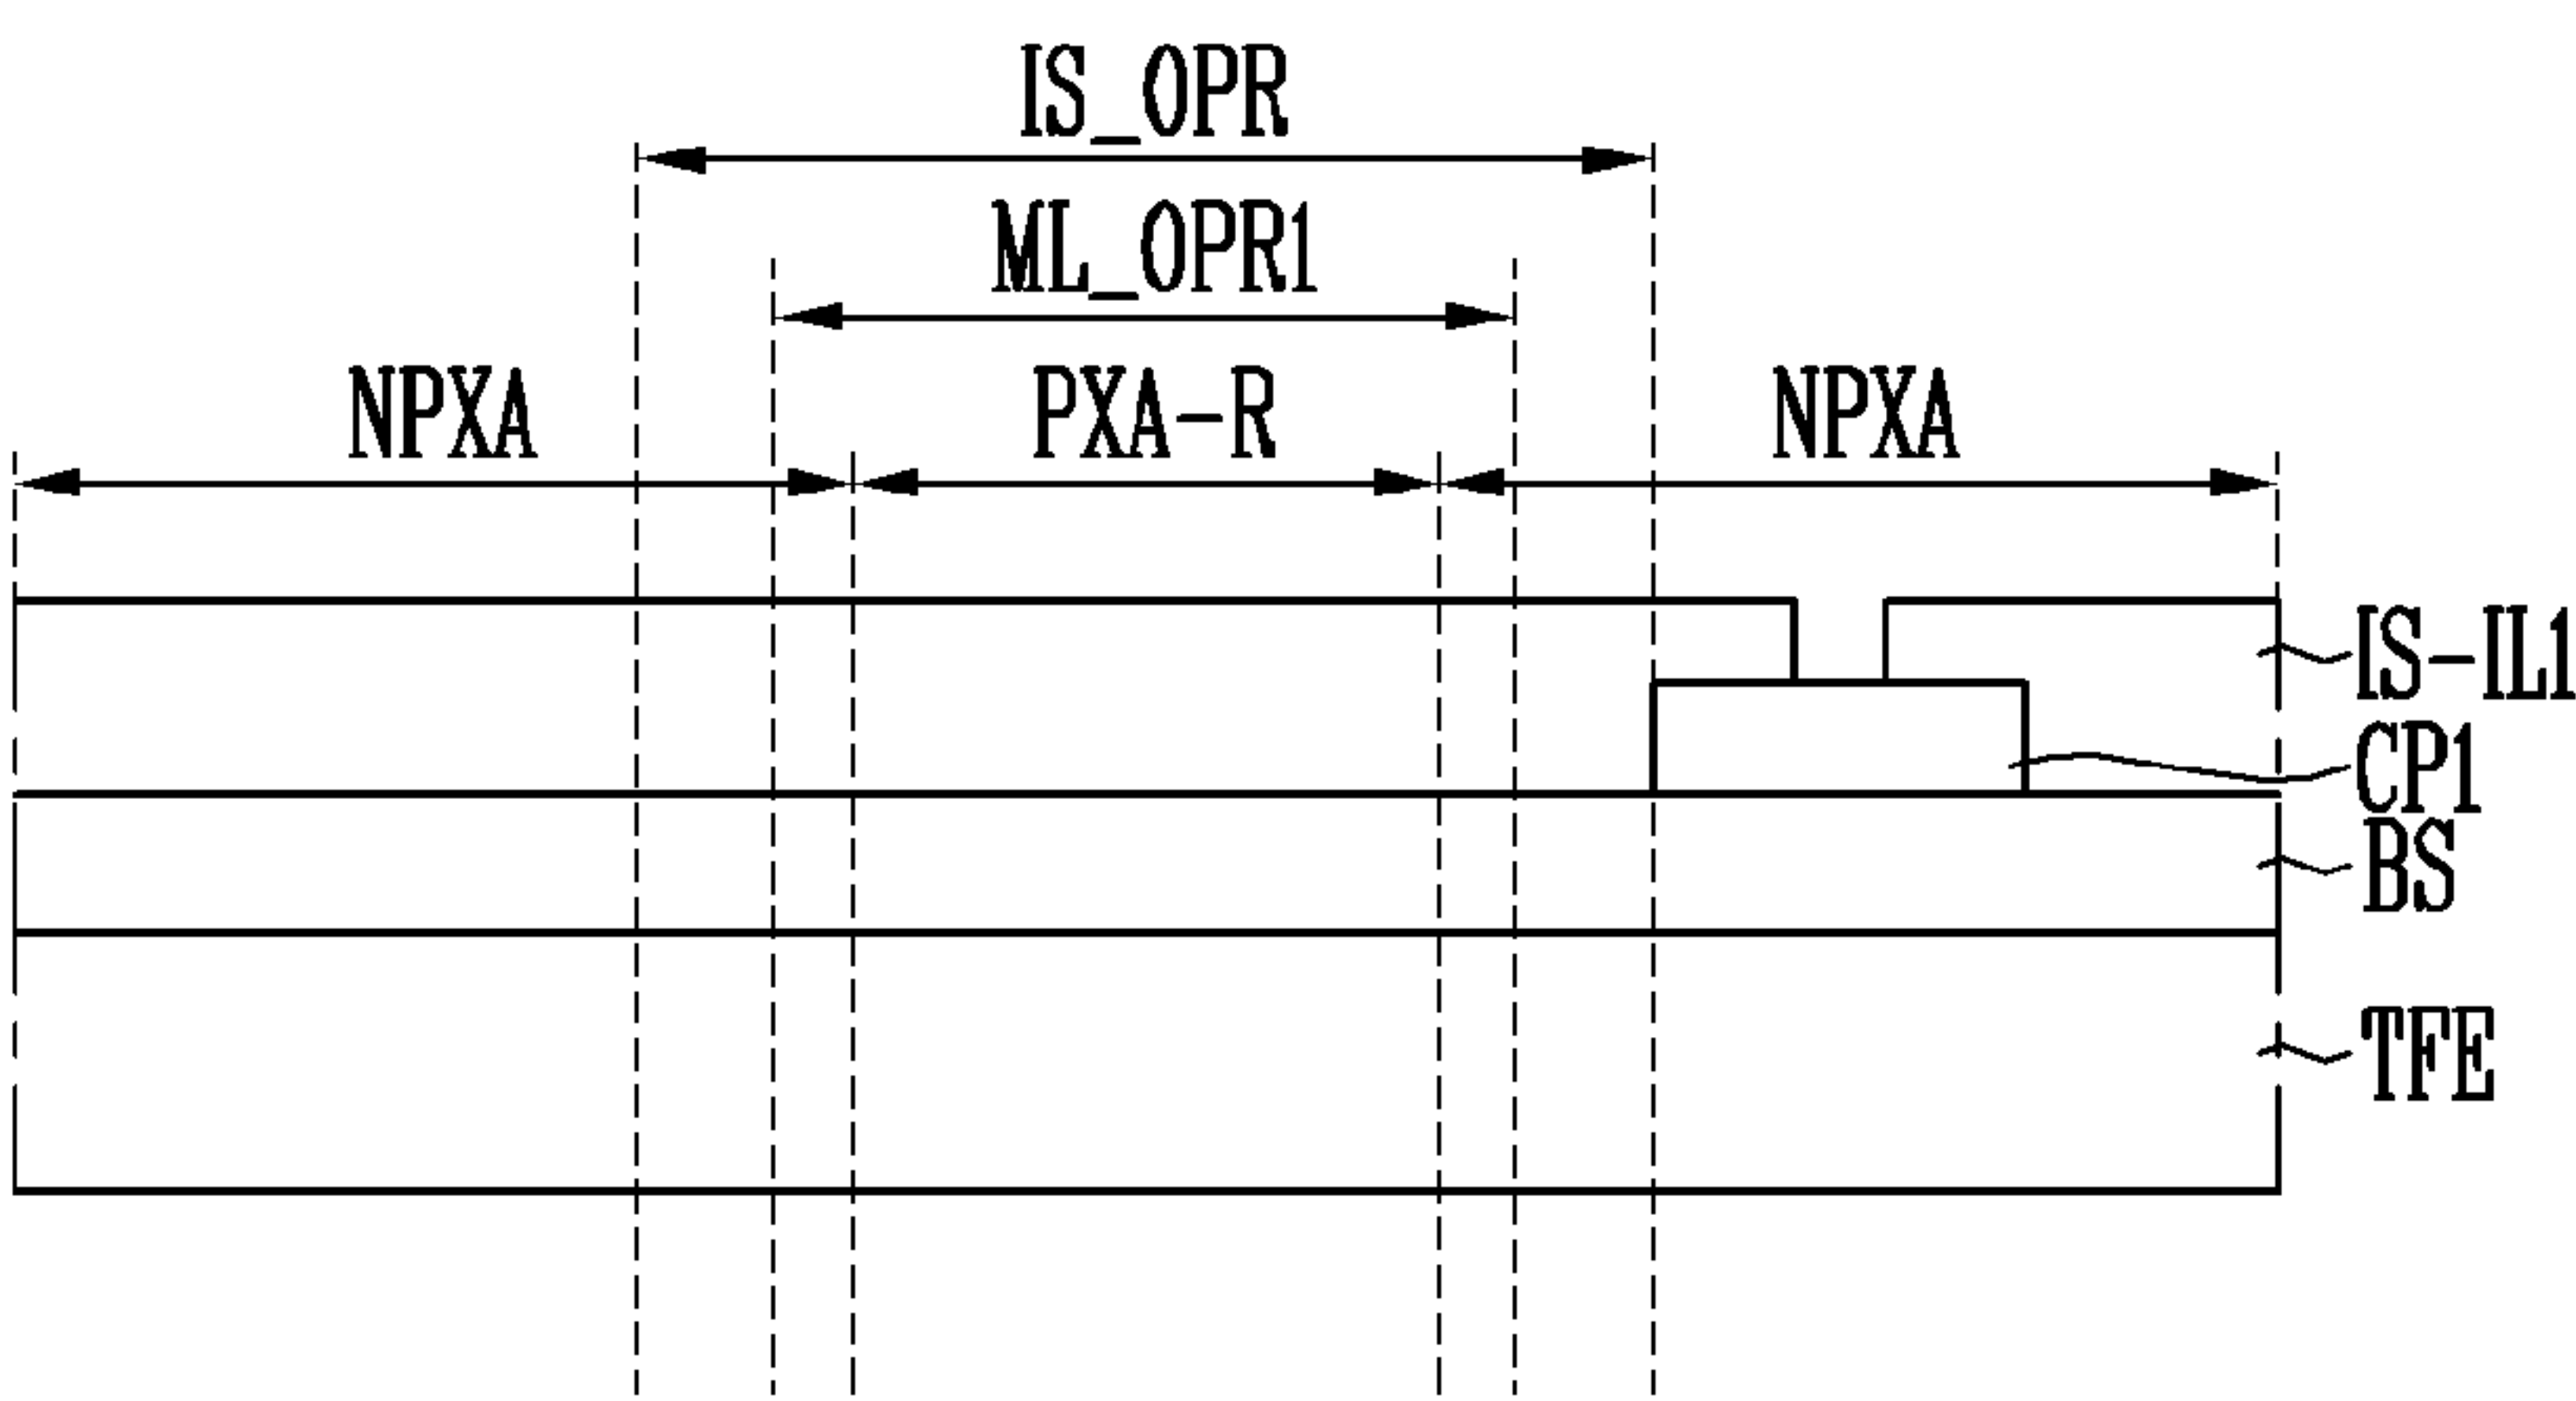 IS_OPR
ML_OPR1
NPXA PXA-R NPXA
IS-IL1
CP1
BS
TFE